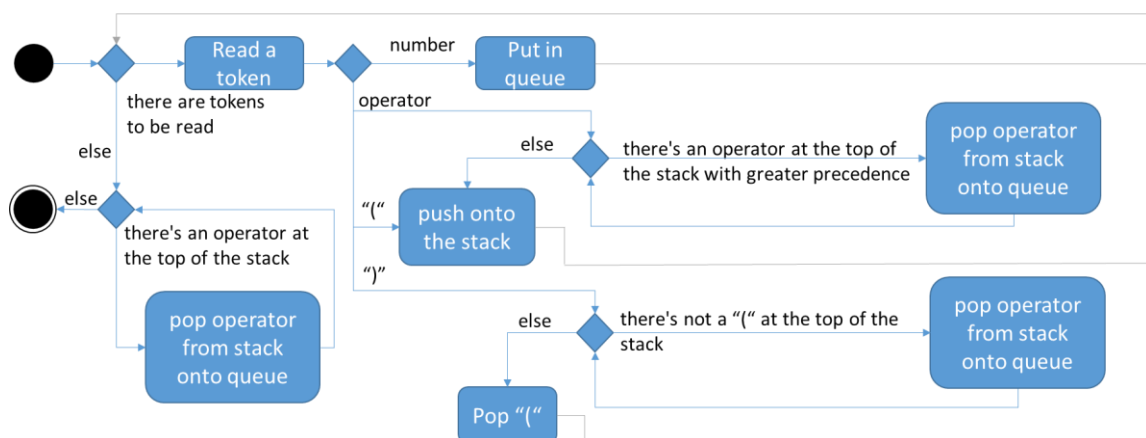 Read a
token
number
Put in
queue
there are tokens
to be read
operator
else
there's an operator at the top of
the stack with greater precedence
pop operator
from stack
onto queue
else
else
“(“
push onto
the stack
there's an operator at
the top of the stack
“)”
pop operator
from stack
onto queue
else
there's not a “(“ at the top of the
stack
pop operator
from stack
onto queue
Pop “(“